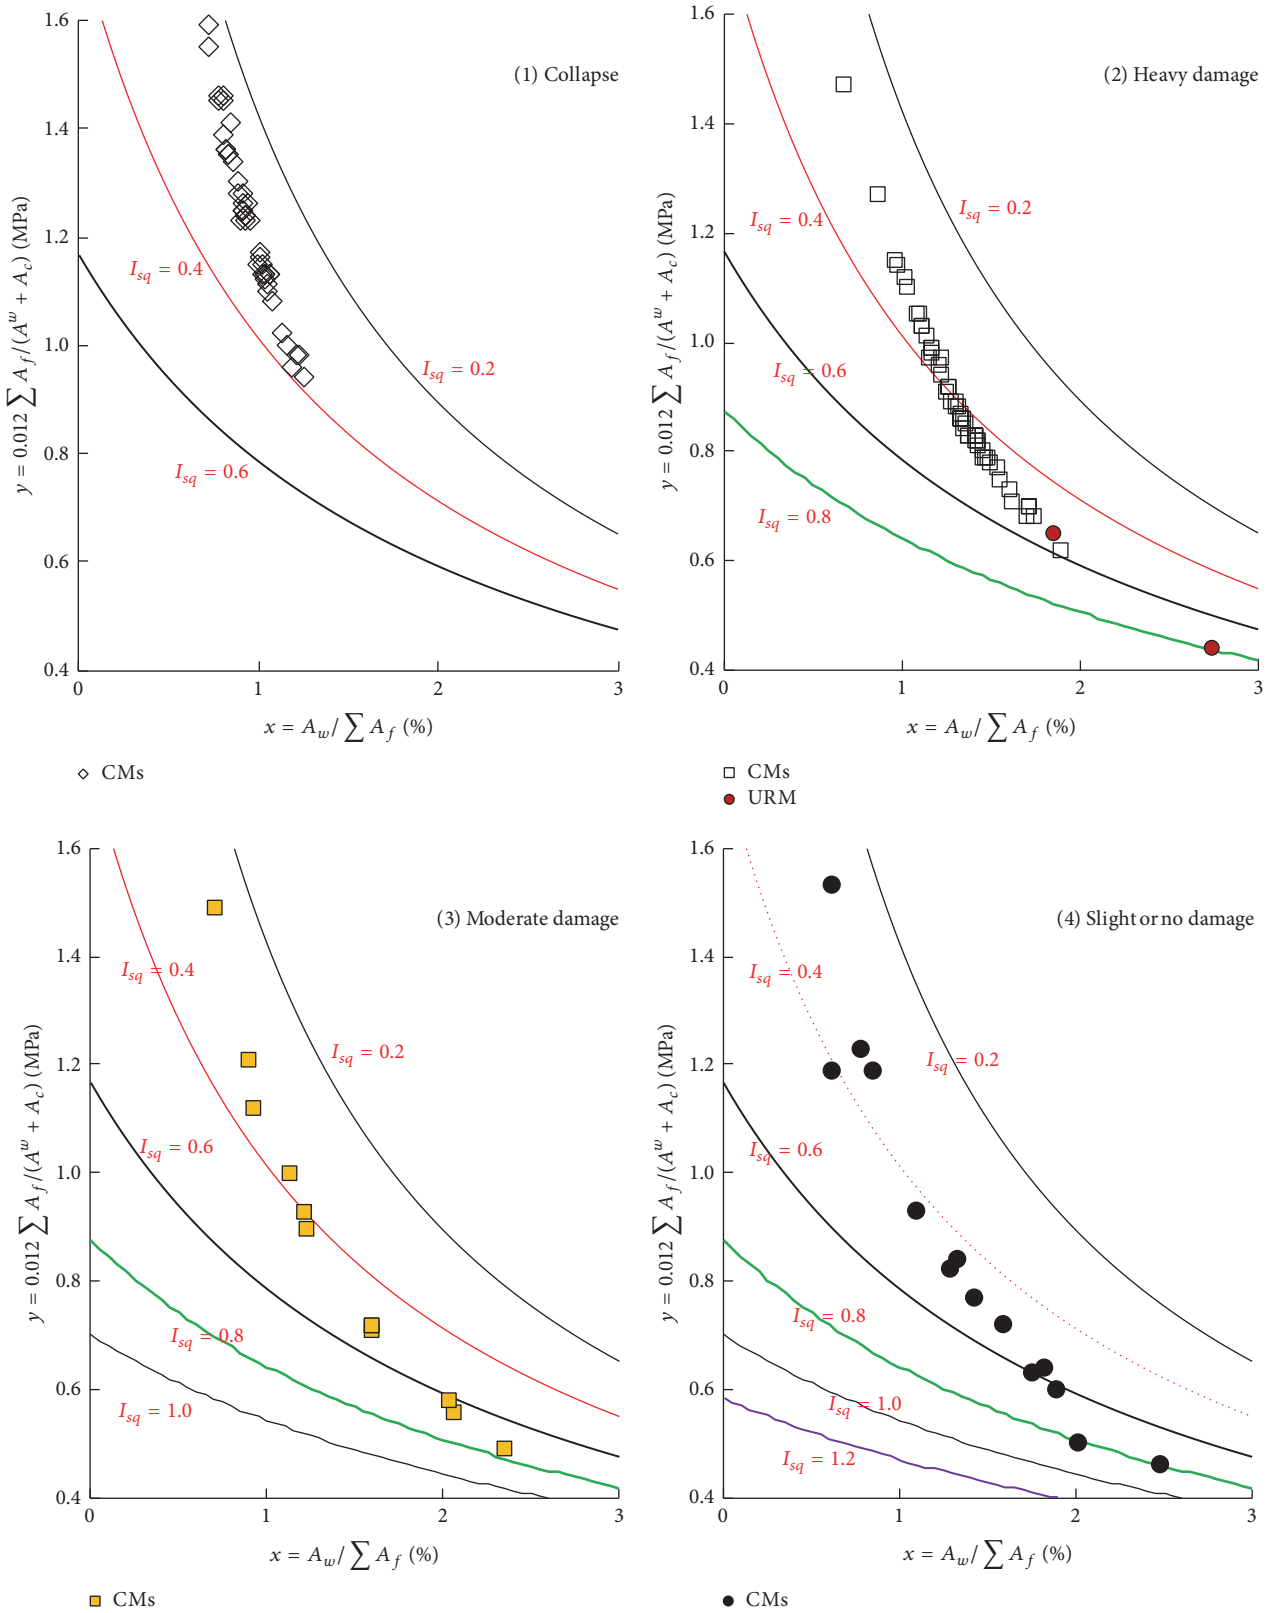 (1) Collapse
1.6
1.4
1.2
1.0
0.8
0.6
0.4
y = 0.012 ∑ A_f/(A^w + A_c) (MPa)
I_sq = 0.4
I_sq = 0.2
I_sq = 0.6
0 1 2 3
x = A_w/∑ A_f (%)
CMs
(2) Heavy damage
1.6
1.4
1.2
1.0
0.8
0.6
0.4
y = 0.012 ∑ A_f/(A^w + A_c) (MPa)
I_sq = 0.2
I_sq = 0.4
I_sq = 0.6
I_sq = 0.8
0 1 2 3
x = A_w/∑ A_f (%)
CMs
URM
(3) Moderate damage
1.6
1.4
1.2
1.0
0.8
0.6
0.4
y = 0.012 ∑ A_f/(A^w + A_c) (MPa)
I_sq = 0.4
I_sq = 0.2
I_sq = 0.6
I_sq = 0.8
I_sq = 1.0
0 1 2 3
x = A_w/∑ A_f (%)
CMs
(4) Slight or no damage
1.6
1.4
1.2
1.0
0.8
0.6
0.4
y = 0.012 ∑ A_f/(A^w + A_c) (MPa)
I_sq = 0.4
I_sq = 0.2
I_sq = 0.6
I_sq = 0.8
I_sq = 1.0
I_sq = 1.2
0 1 2 3
x = A_w/∑ A_f (%)
CMs